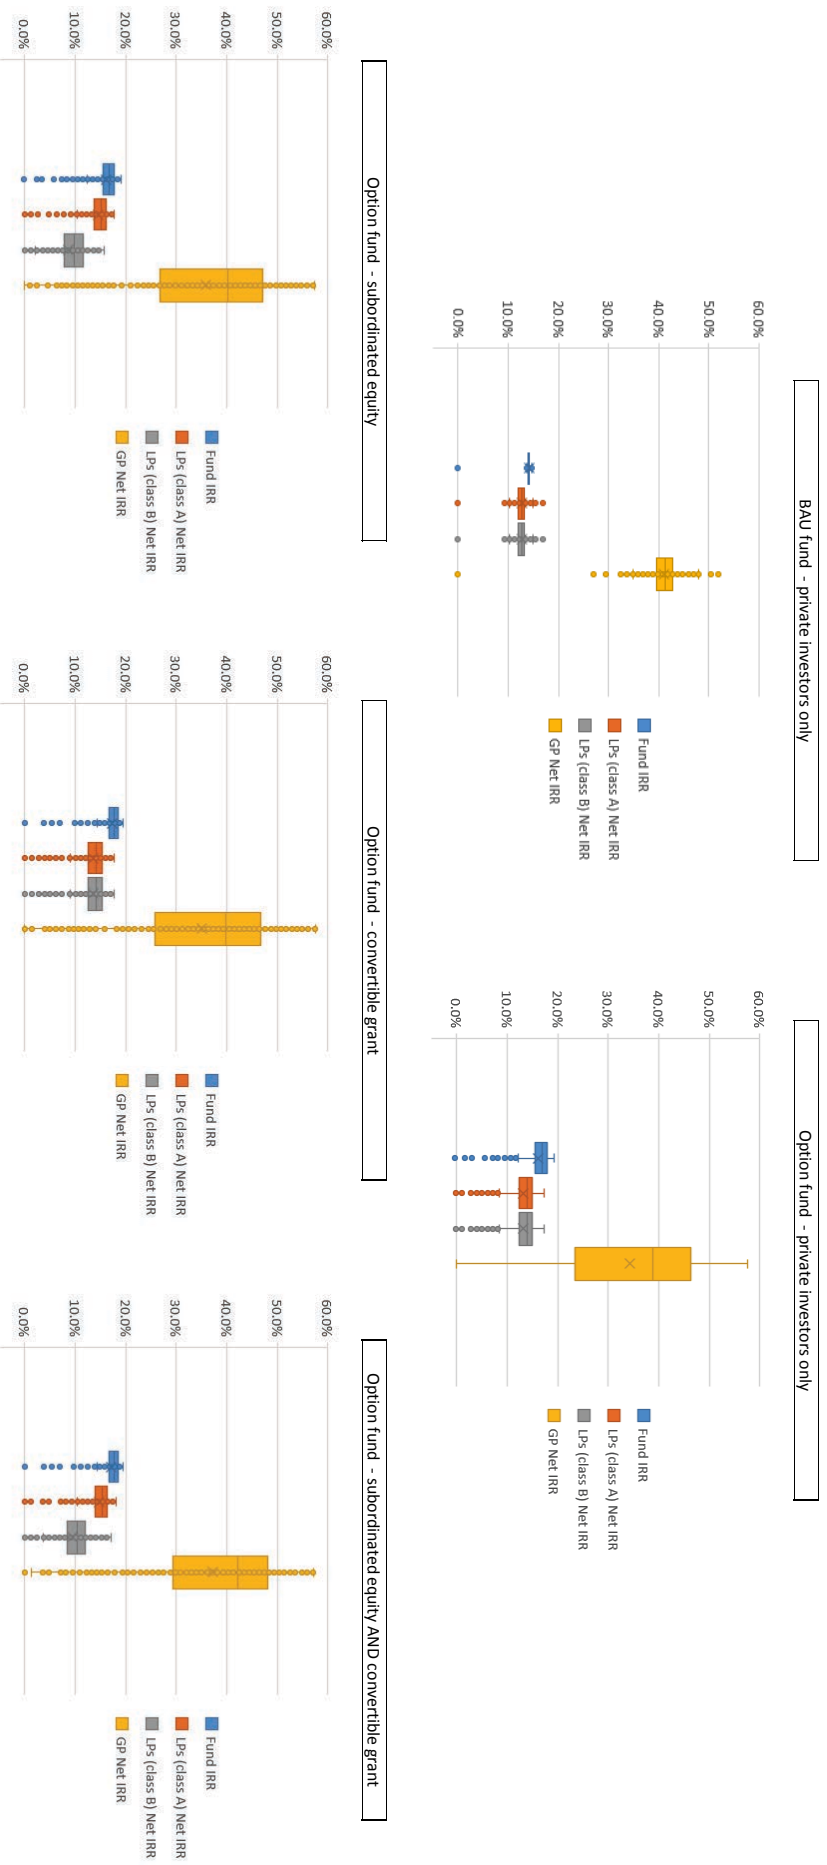 BAU fund - private investors only
60.0%
50.0%
40.0%
30.0%
20.0%
10.0%
0.0%
Fund IRR
LPs (class A) Net IRR
LPs (class B) Net IRR
GP Net IRR
Option fund - private investors only
60.0%
50.0%
40.0%
30.0%
20.0%
10.0%
0.0%
Fund IRR
LPs (class A) Net IRR
LPs (class B) Net IRR
GP Net IRR
Option fund - subordinated equity
60.0%
50.0%
40.0%
30.0%
20.0%
10.0%
0.0%
Fund IRR
LPs (class A) Net IRR
LPs (class B) Net IRR
GP Net IRR
Option fund - convertible grant
60.0%
50.0%
40.0%
30.0%
20.0%
10.0%
0.0%
Fund IRR
LPs (class A) Net IRR
LPs (class B) Net IRR
GP Net IRR
Option fund - subordinated equity AND convertible grant
60.0%
50.0%
40.0%
30.0%
20.0%
10.0%
0.0%
Fund IRR
LPs (class A) Net IRR
LPs (class B) Net IRR
GP Net IRR